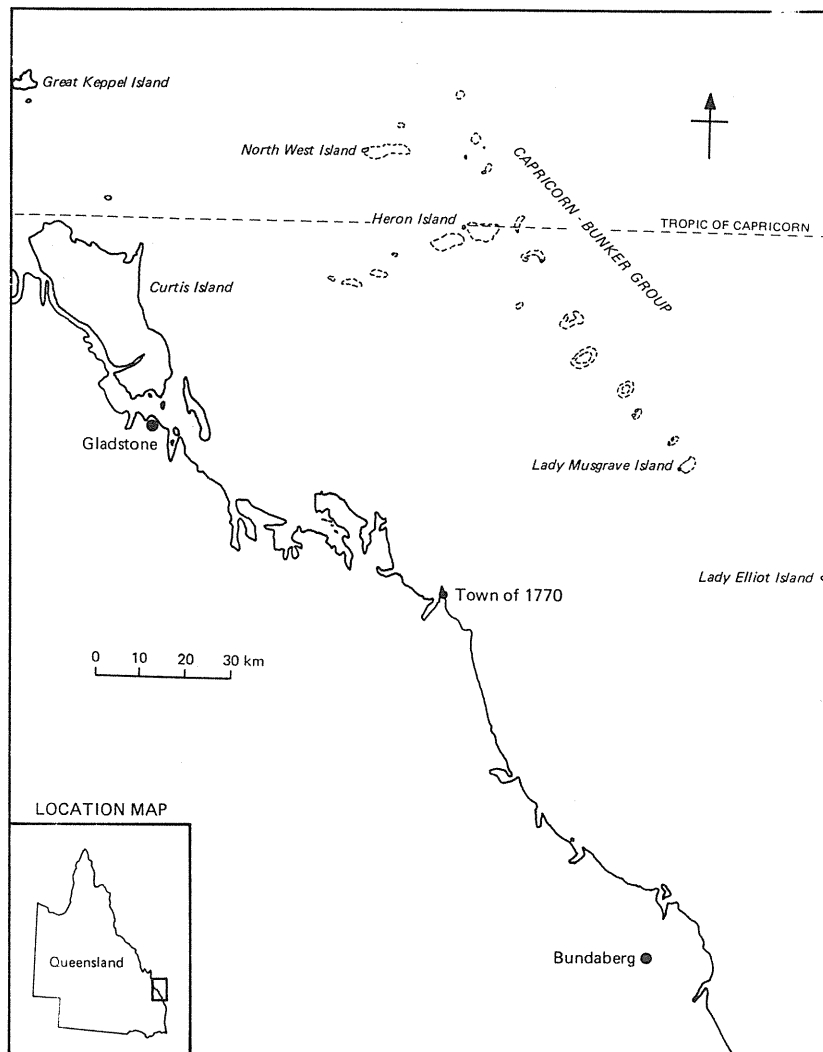 Great Keppel Island
North West Island
CAPRICORN - BUNKER GROUP
Heron Island
TROPIC OF CAPRICORN
Curtis Island
Gladstone
Lady Musgrave Island
Lady Elliot Island
Town of 1770
0 10 20 30 km
LOCATION MAP
Queensland
Bundaberg